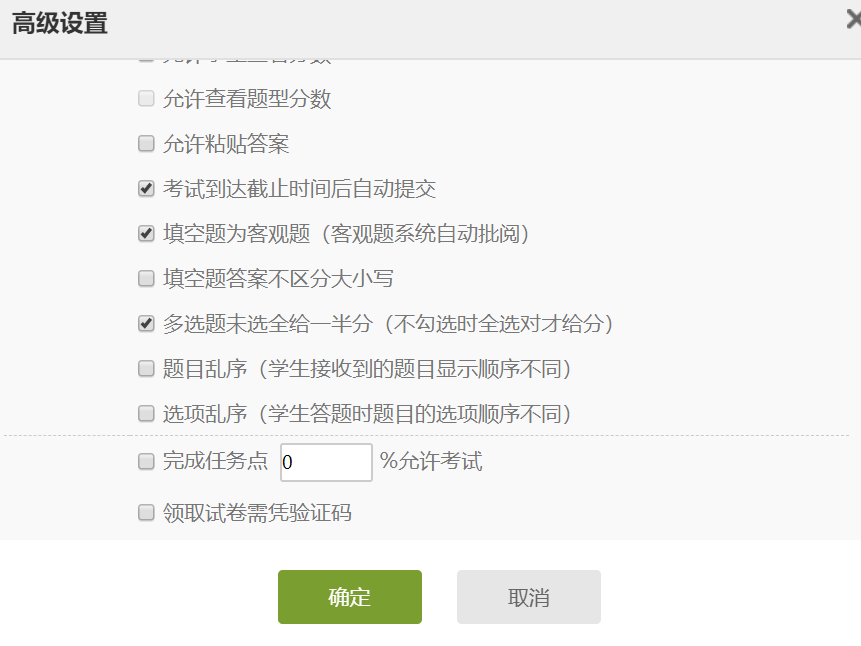 高级设置
允许查看题型分数
允许粘贴答案
考试到达截止时间后自动提交
填空题为客观题（客观题系统自动批阅）
填空题答案不区分大小写
多选题未选全给一半分（不勾选时全选对才给分）
题目乱序（学生接收到的题目显示顺序不同）
选项乱序（学生答题时题目的选项顺序不同）
完成任务点 0 %允许考试
领取试卷需凭验证码
确定 取消